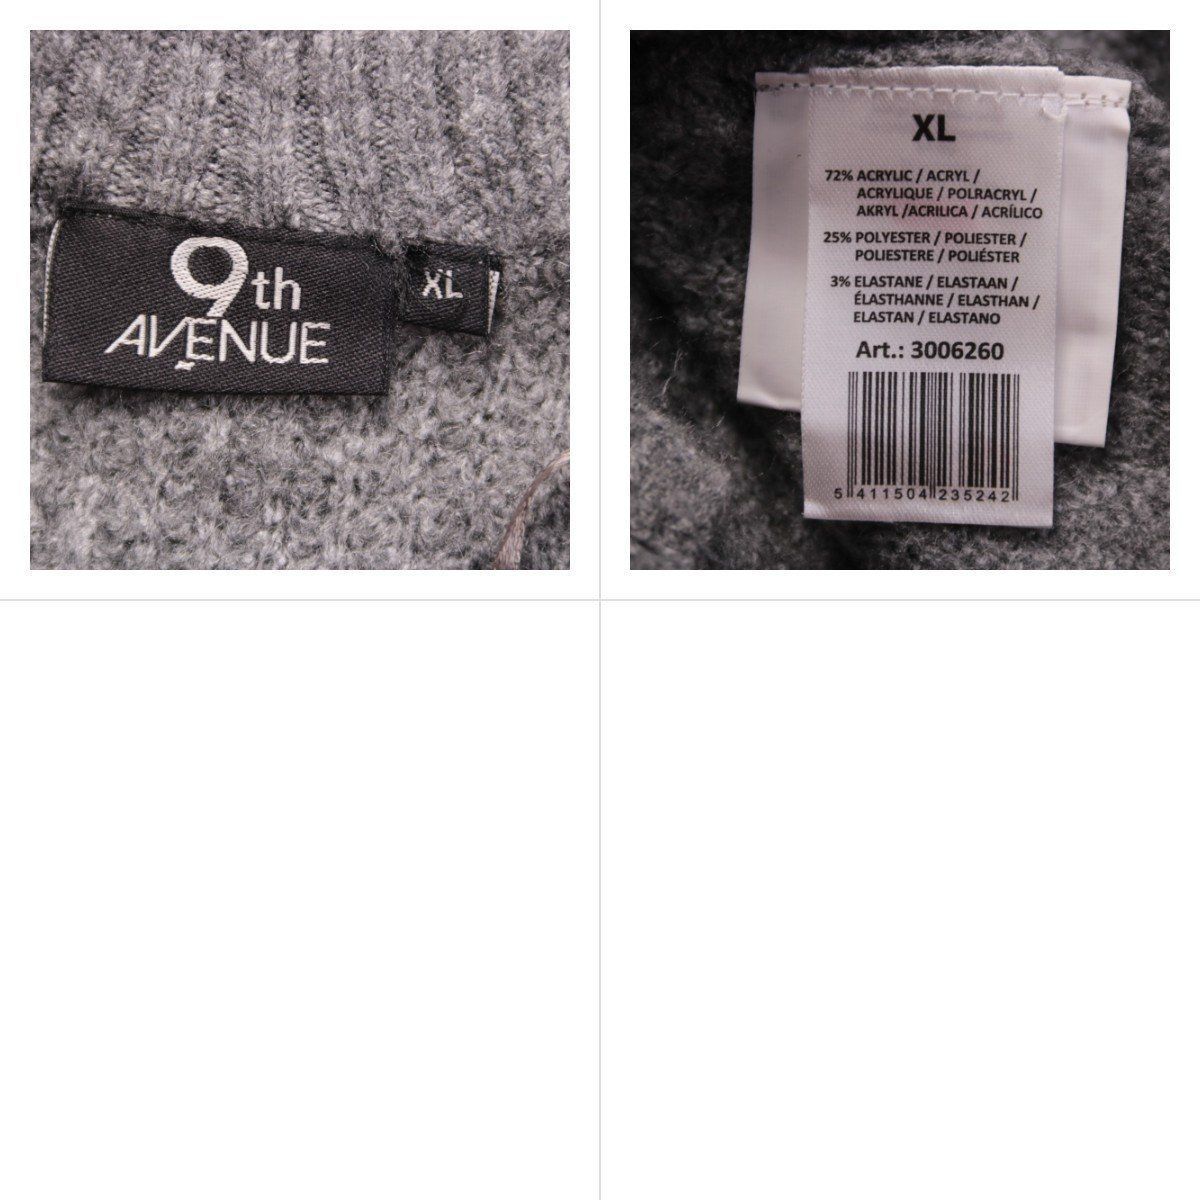 9th
AVENUE
XL
XL
72% ACRYLIC / ACRYL /
ACRYLIQUE / POLRACRYL /
AKRYL /ACRILICA / ACRÍLICO
25% POLYESTER / POLIESTER /
POLIESTERE / POLIÉSTER
3% ELASTANE / ELASTAAN /
ÉLASTHANNE / ELASTHAN /
ELASTAN / ELASTANO
Art.: 3006260
5 411504 235242